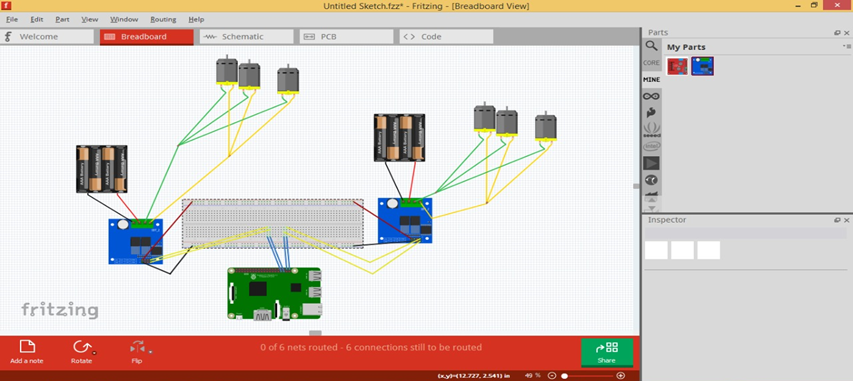 Untitled Sketch.fzz* - Fritzing - [Breadboard View]
File Edit Part View Window Routing Help
Welcome Breadboard Schematic PCB Code
Parts
My Parts
CORE
MINE
fritzing
Inspector
0 of 6 nets routed - 6 connections still to be routed
Add a note Rotate Flip Share
(x,y)=(12.727, 2.541) in 49 %